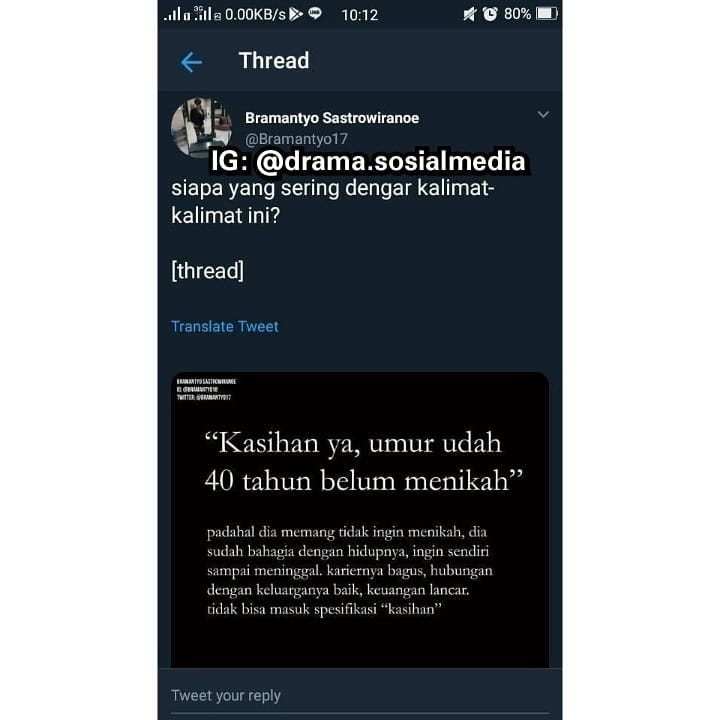 3G 0.00KB/s 10:12 80%
Thread
Bramantyo Sastrowiranoe
@Bramantyo17
IG: @drama.sosialmedia
siapa yang sering dengar kalimat-
kalimat ini?
[thread]
Translate Tweet
BRAMANTYO SASTROWIRANOE
IG: @BRAMANTYO18
TWITTER: @BRAMANTYO17
“Kasihan ya, umur udah
40 tahun belum menikah”
padahal dia memang tidak ingin menikah, dia
sudah bahagia dengan hidupnya, ingin sendiri
sampai meninggal. kariernya bagus, hubungan
dengan keluarganya baik, keuangan lancar.
tidak bisa masuk spesifikasi “kasihan”
Tweet your reply